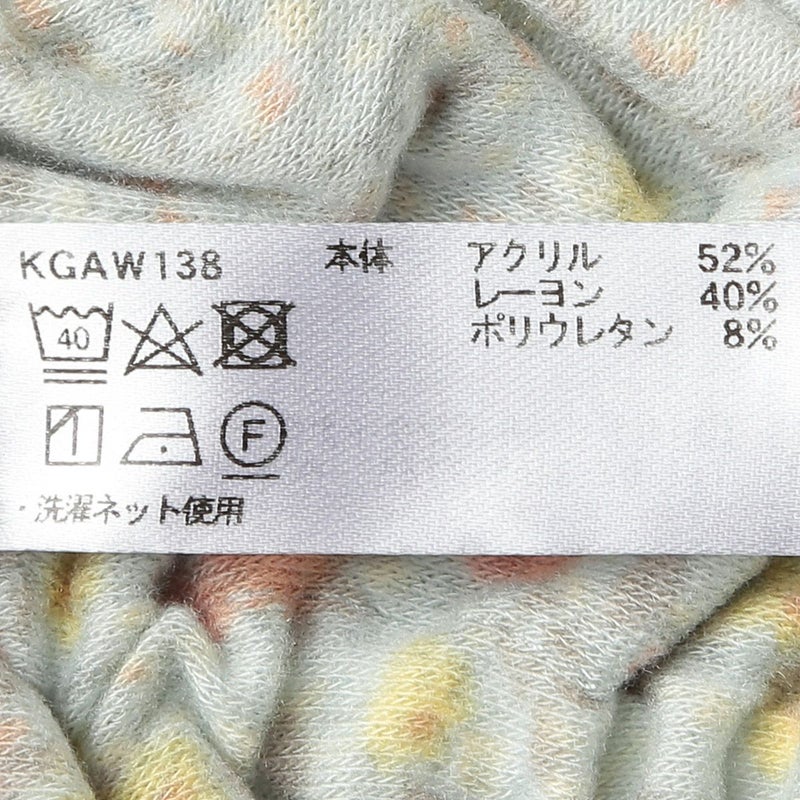 KGAW138 本体 アクリル 52%
レーヨン 40%
ポリウレタン 8%
40
F
・洗濯ネット使用